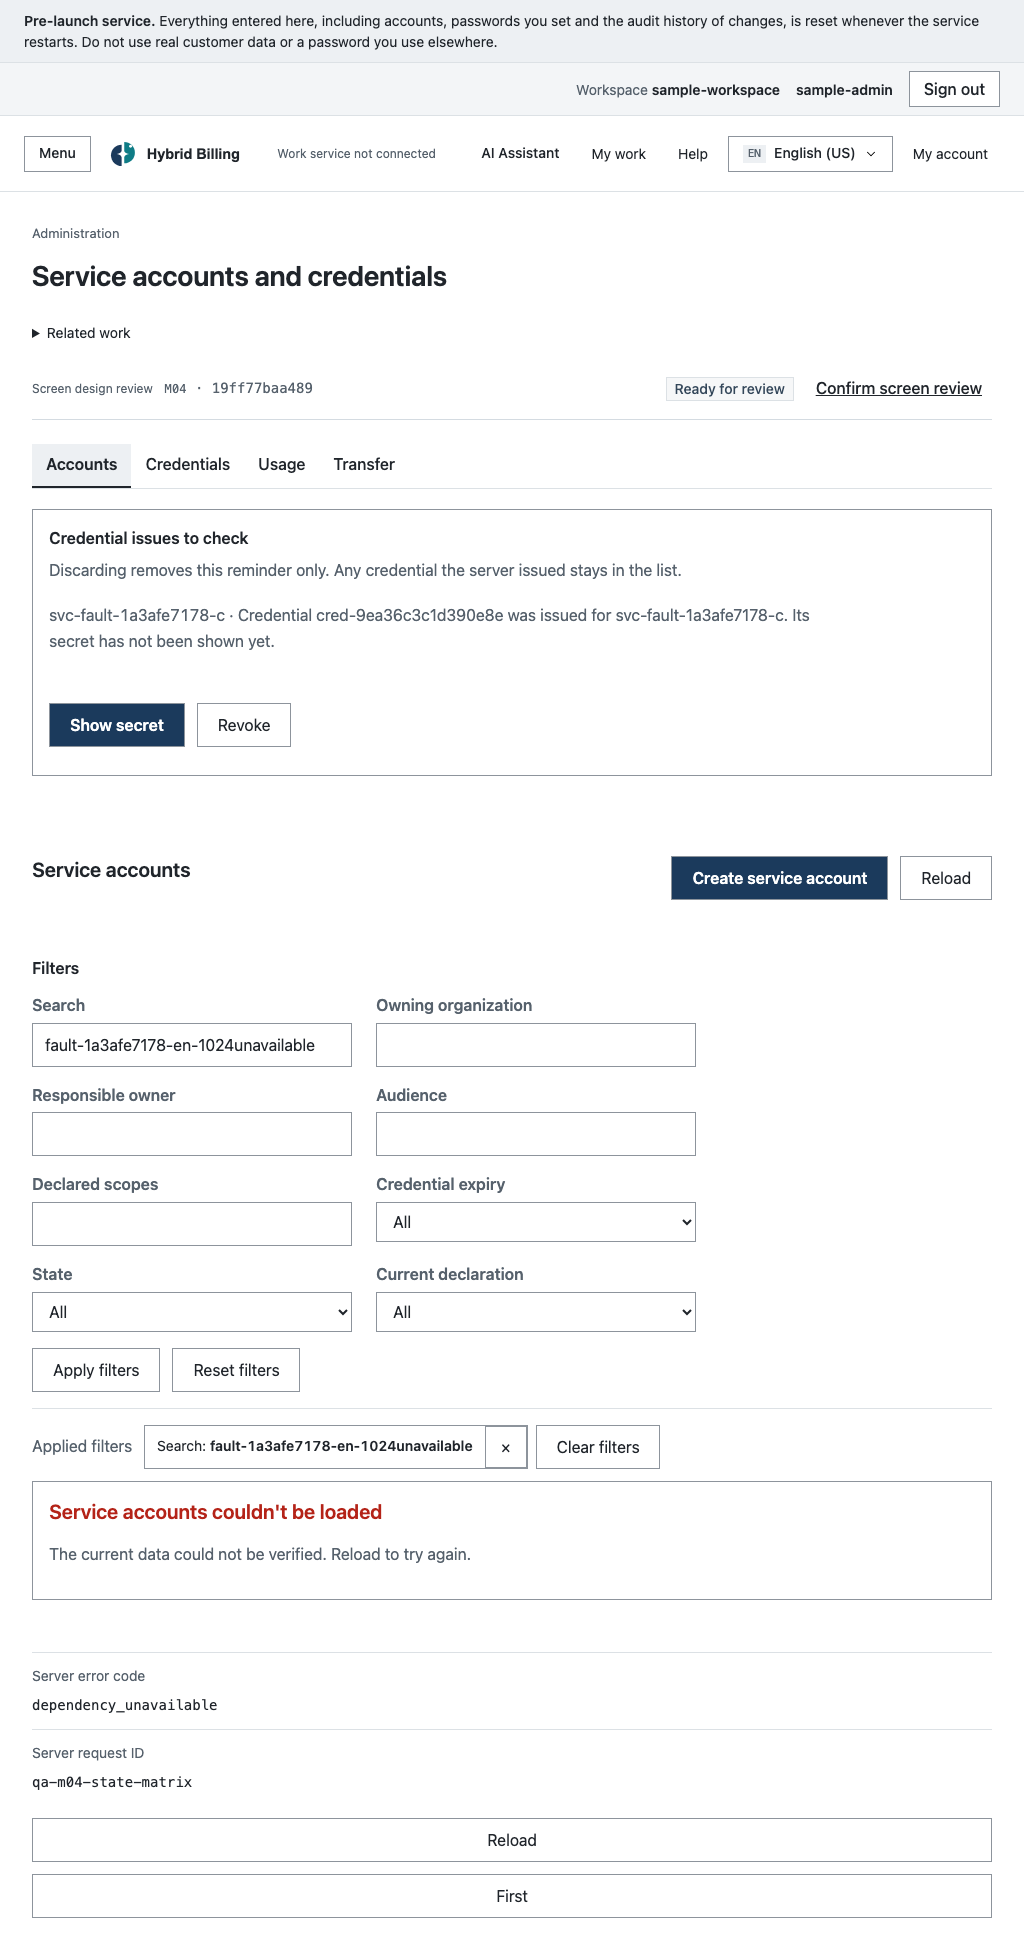 Pre-launch service. Everything entered here, including accounts, passwords you set and the audit history of changes, is reset whenever the service
restarts. Do not use real customer data or a password you use elsewhere.
Workspace sample-workspace sample-admin Sign out
Menu Hybrid Billing Work service not connected AI Assistant My work Help EN English (US) My account
Administration
Service accounts and credentials
Related work
Screen design review M04 · 19ff77baa489 Ready for review Confirm screen review
Accounts Credentials Usage Transfer
Credential issues to check
Discarding removes this reminder only. Any credential the server issued stays in the list.
svc-fault-1a3afe7178-c · Credential cred-9ea36c3c1d390e8e was issued for svc-fault-1a3afe7178-c. Its
secret has not been shown yet.
Show secret Revoke
Service accounts Create service account Reload
Filters
Search Owning organization
fault-1a3afe7178-en-1024unavailable
Responsible owner Audience
Declared scopes Credential expiry
All
State Current declaration
All All
Apply filters Reset filters
Applied filters Search: fault-1a3afe7178-en-1024unavailable × Clear filters
Service accounts couldn't be loaded
The current data could not be verified. Reload to try again.
Server error code
dependency_unavailable
Server request ID
qa-m04-state-matrix
Reload
First